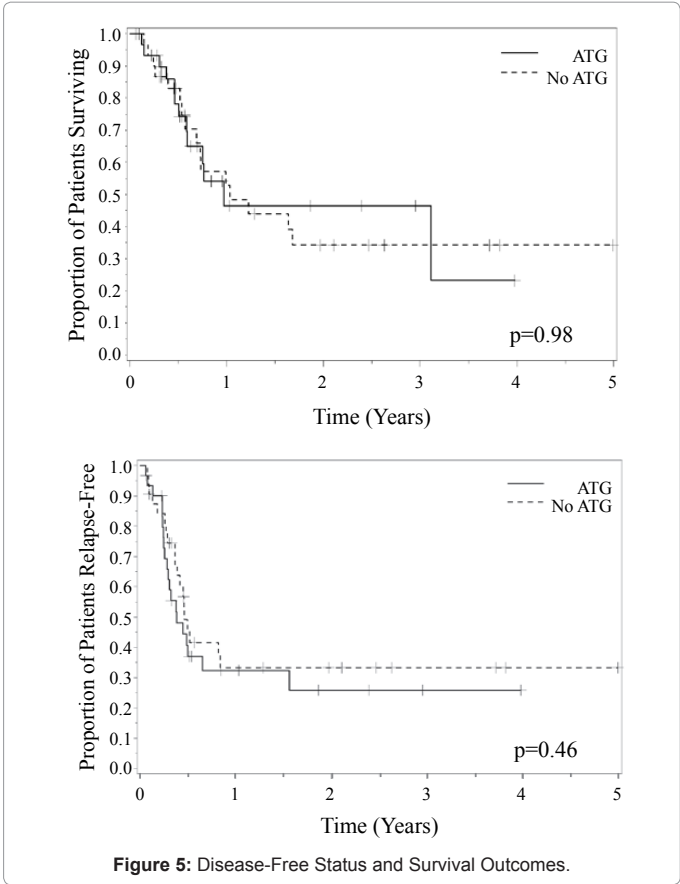 Proportion of Patients Surviving
1.0
0.9
0.8
0.7
0.6
0.5
0.4
0.3
0.2
0.1
0.0
ATG
No ATG
p=0.98
0 1 2 3 4 5
Time (Years)
Proportion of Patients Relapse-Free
1.0
0.9
0.8
0.7
0.6
0.5
0.4
0.3
0.2
0.1
0.0
ATG
No ATG
p=0.46
0 1 2 3 4 5
Time (Years)
Figure 5: Disease-Free Status and Survival Outcomes.